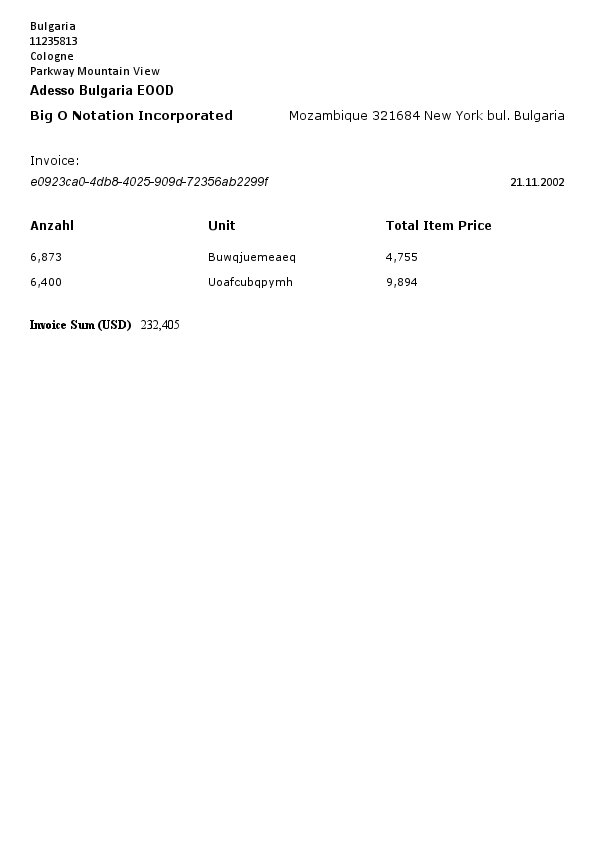 Bulgaria
11235813
Cologne
Parkway Mountain View
Adesso Bulgaria EOOD
Big O Notation Incorporated Mozambique 321684 New York bul. Bulgaria
Invoice:
e0923ca0-4db8-4025-909d-72356ab2299f 21.11.2002
Anzahl Unit Total Item Price
6,873 Buwqjuemeaeq 4,755
6,400 Uoafcubqpymh 9,894
Invoice Sum (USD) 232,405